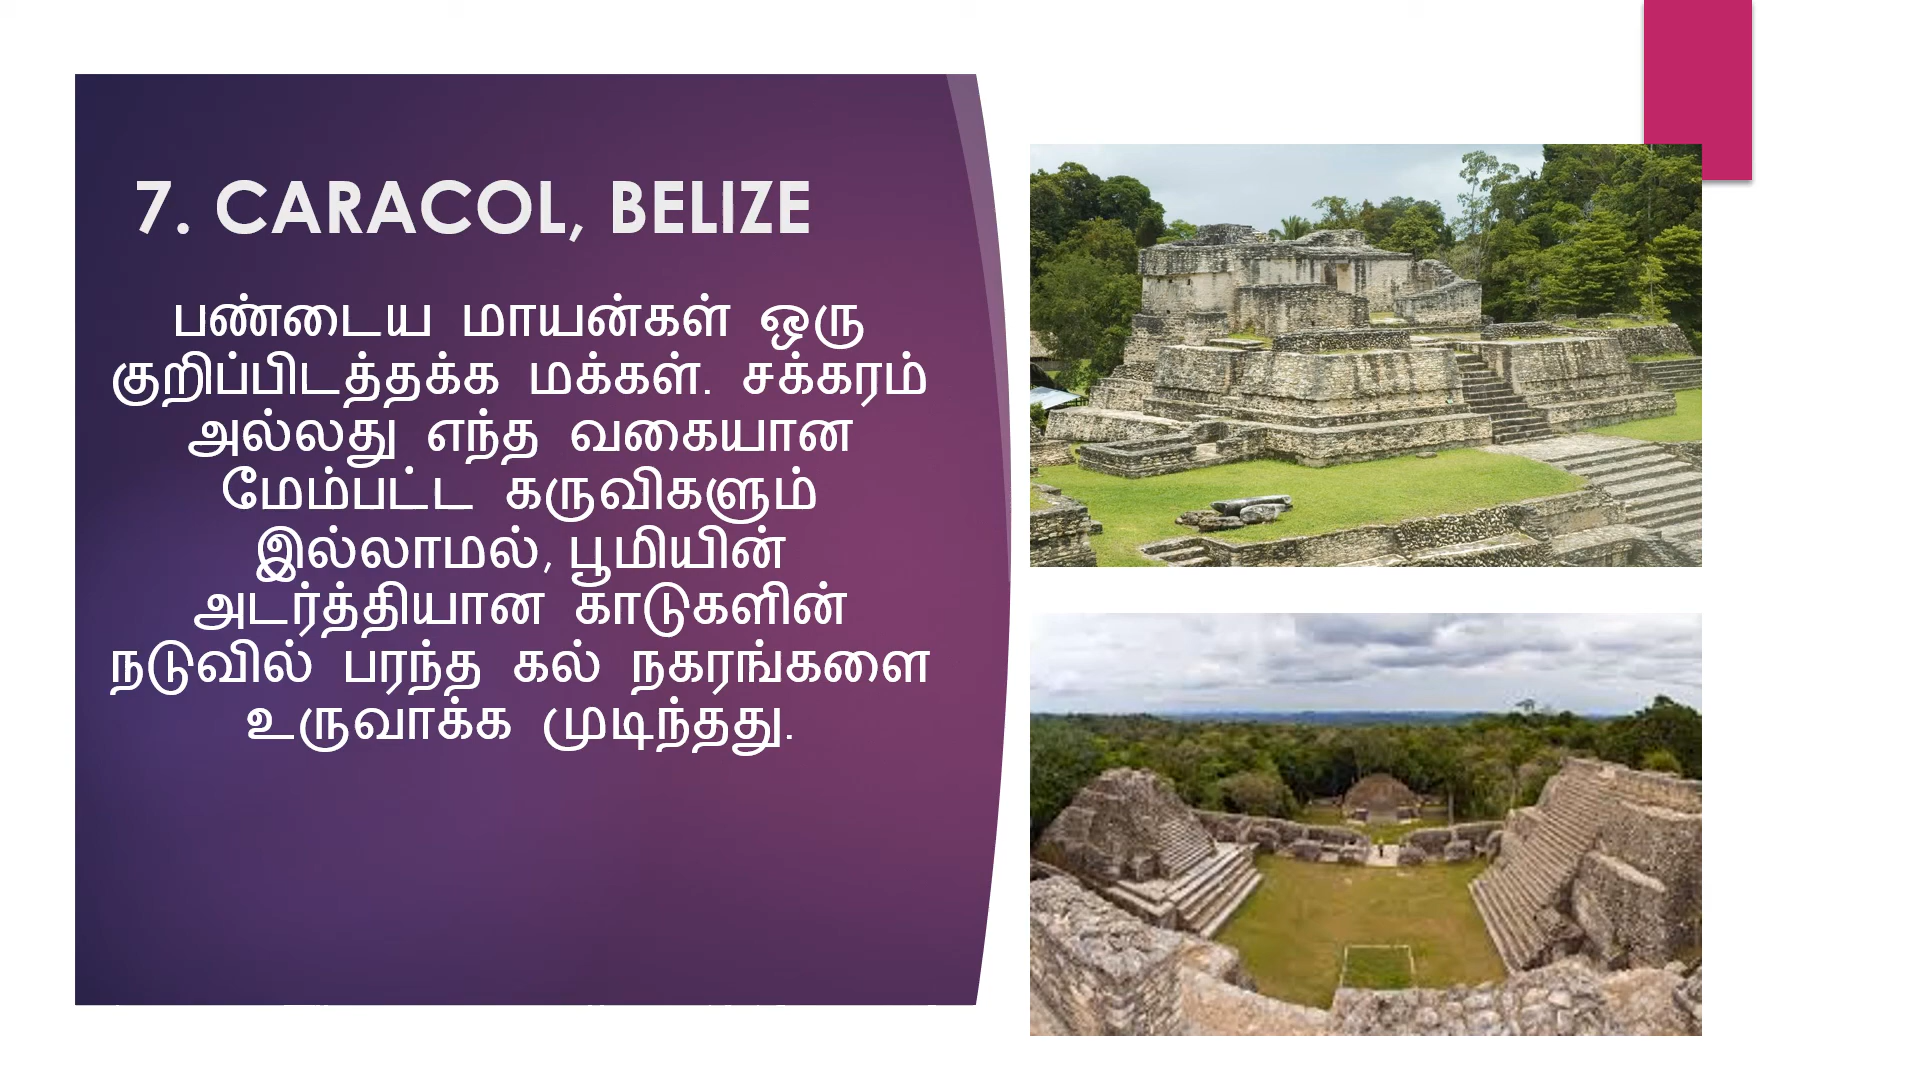 7. CARACOL, BELIZE
பண்டைய மாயன்கள் ஒரு
குறிப்பிடத்தக்க மக்கள். சக்கரம்
அல்லது எந்த வகையான
மேம்பட்ட கருவிகளும்
இல்லாமல், பூமியின்
அடர்த்தியான காடுகளின்
நடுவில் பரந்த கல் நகரங்களை
உருவாக்க முடிந்தது.